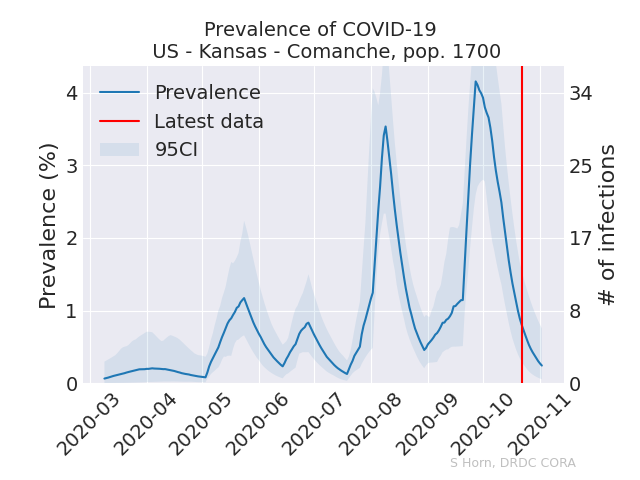 Prevalence of COVID-19
US - Kansas - Comanche, pop. 1700
Prevalence
Latest data
95CI
Prevalence (%)
4
3
2
1
0
# of infections
34
25
17
8
0
2020-03
2020-04
2020-05
2020-06
2020-07
2020-08
2020-09
2020-10
2020-11
S Horn, DRDC CORA